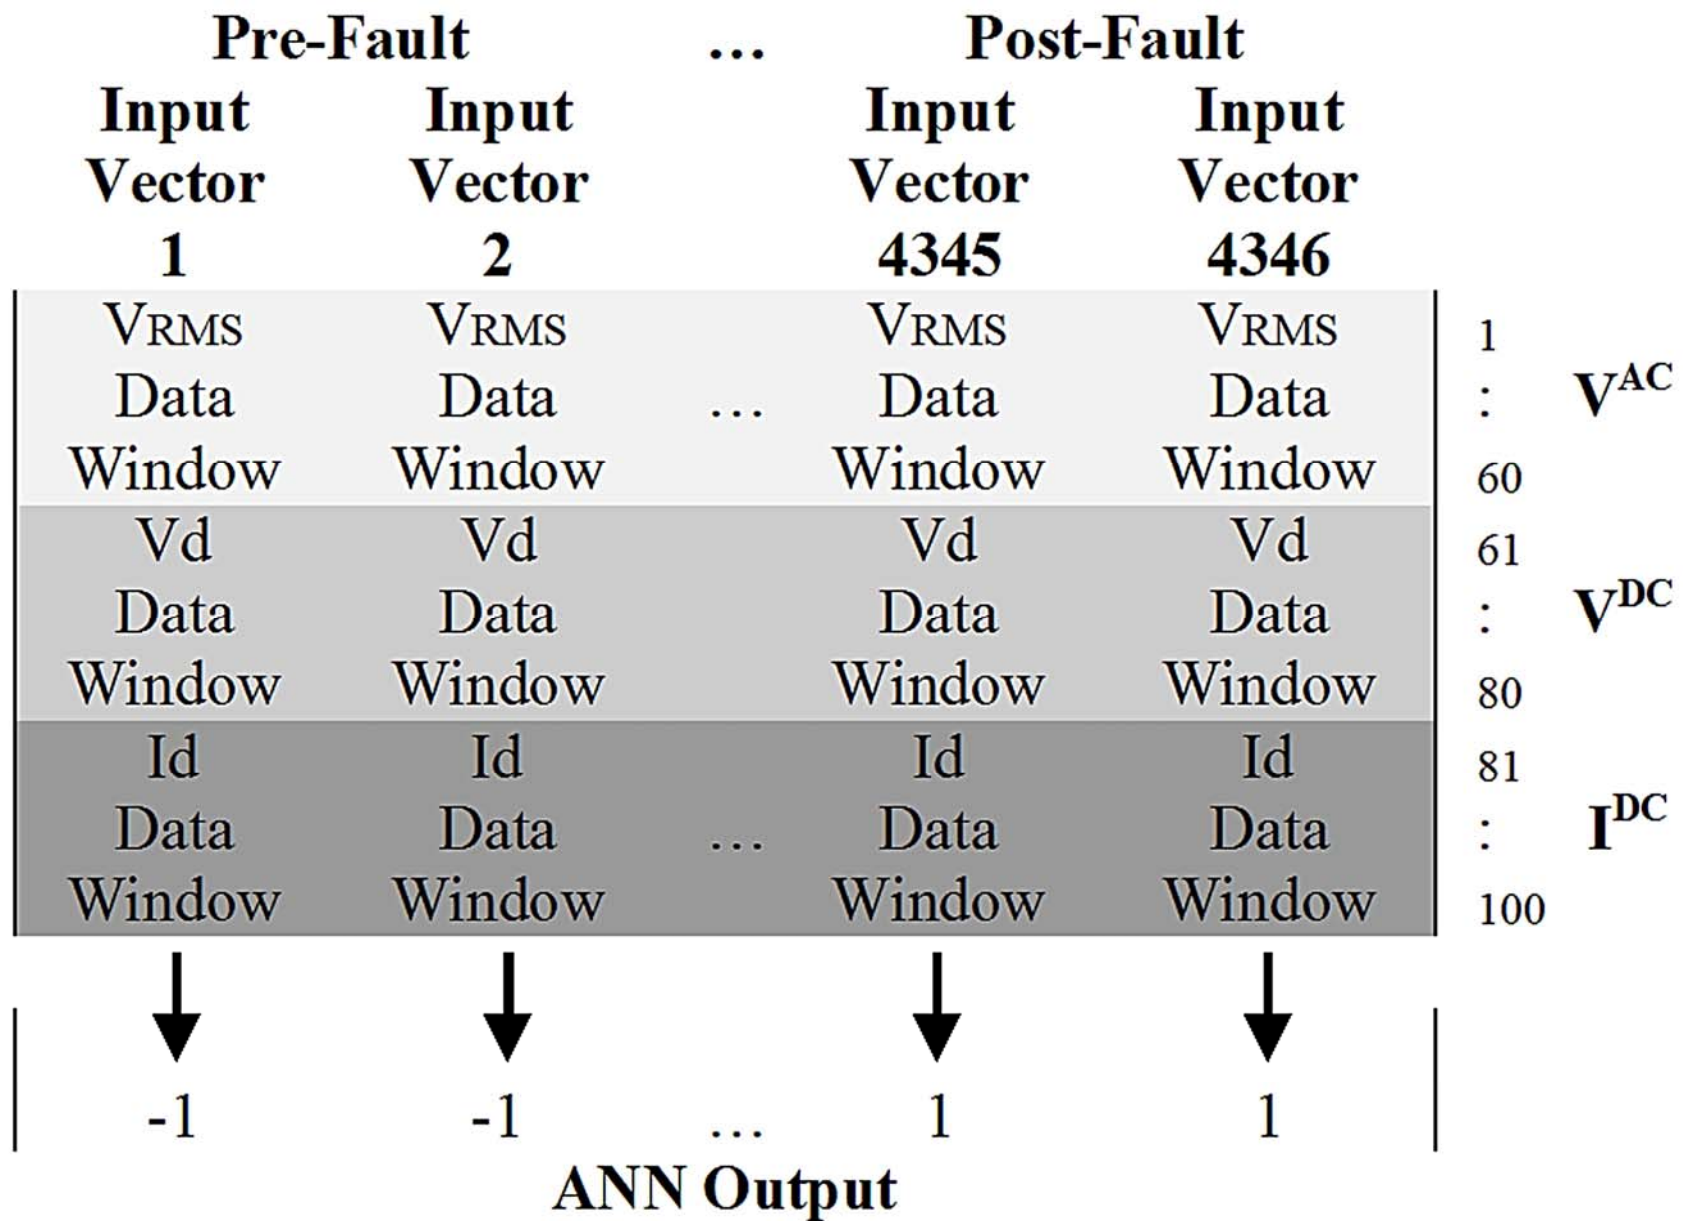 Pre-Fault ... Post-Fault
Input Input Input Input
Vector Vector Vector Vector
1 2 4345 4346
VRMS VRMS VRMS VRMS 1
Data Data ... Data Data : V^AC
Window Window Window Window 60
Vd Vd Vd Vd 61
Data Data Data Data : V^DC
Window Window Window Window 80
Id Id Id Id 81
Data Data ... Data Data : I^DC
Window Window Window Window 100
-1 -1 ... 1 1
ANN Output